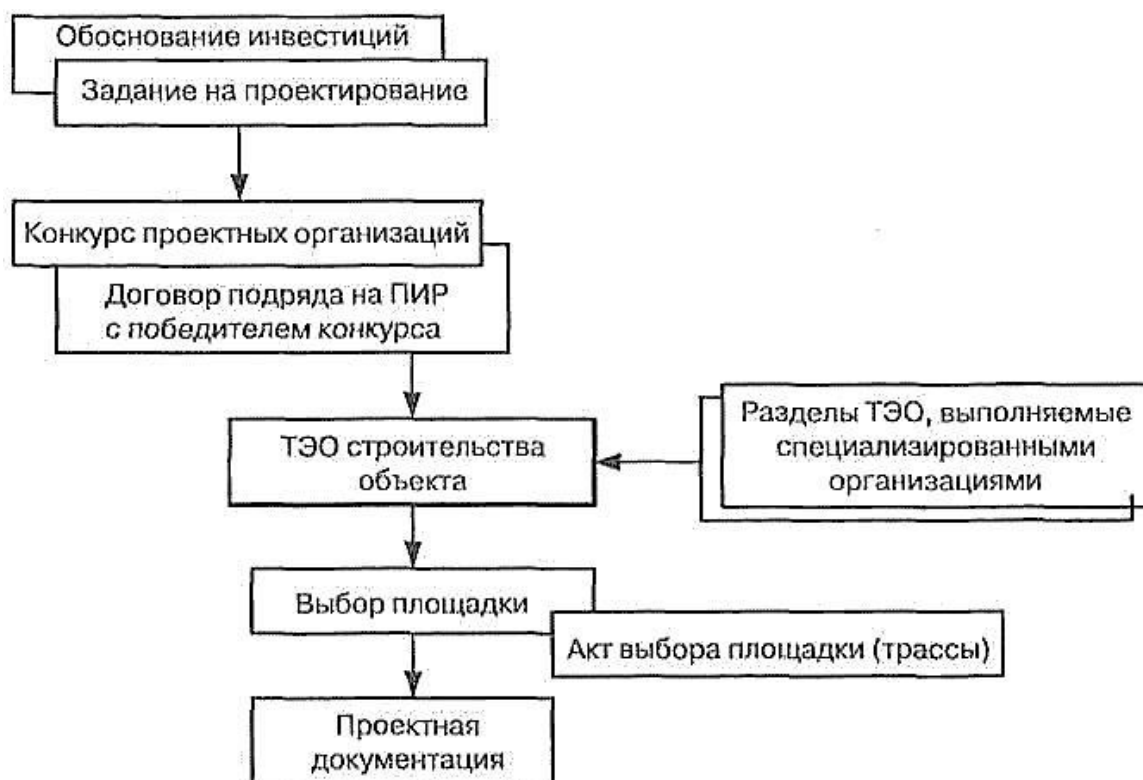 Обоснование инвестиций
Задание на проектирование
Конкурс проектных организаций
Договор подряда на ПИР
с победителем конкурса
ТЭО строительства
объекта
Разделы ТЭО, выполняемые
специализированными
организациями
Выбор площадки
Акт выбора площадки (трассы)
Проектная
документация